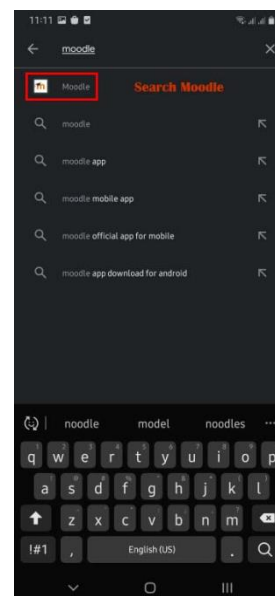 11:11
moodle
Moodle
Search Moodle
moodle
moodle app
moodle mobile app
moodle official app for mobile
moodle app download for android
noodle model noodles
q w e r t y u i o p
a s d f g h j k l
z x c v b n m
!#1 , English (US) .